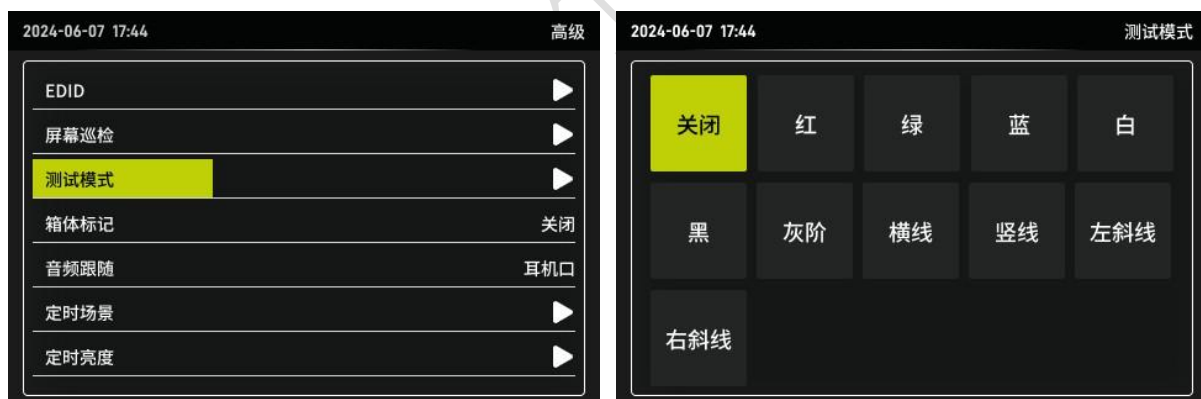 2024-06-07 17:44 高级
EDID
屏幕巡检
测试模式
箱体标记 关闭
音频跟随 耳机口
定时场景
定时亮度
2024-06-07 17:44 测试模式
关闭 红 绿 蓝 白
黑 灰阶 横线 竖线 左斜线
右斜线